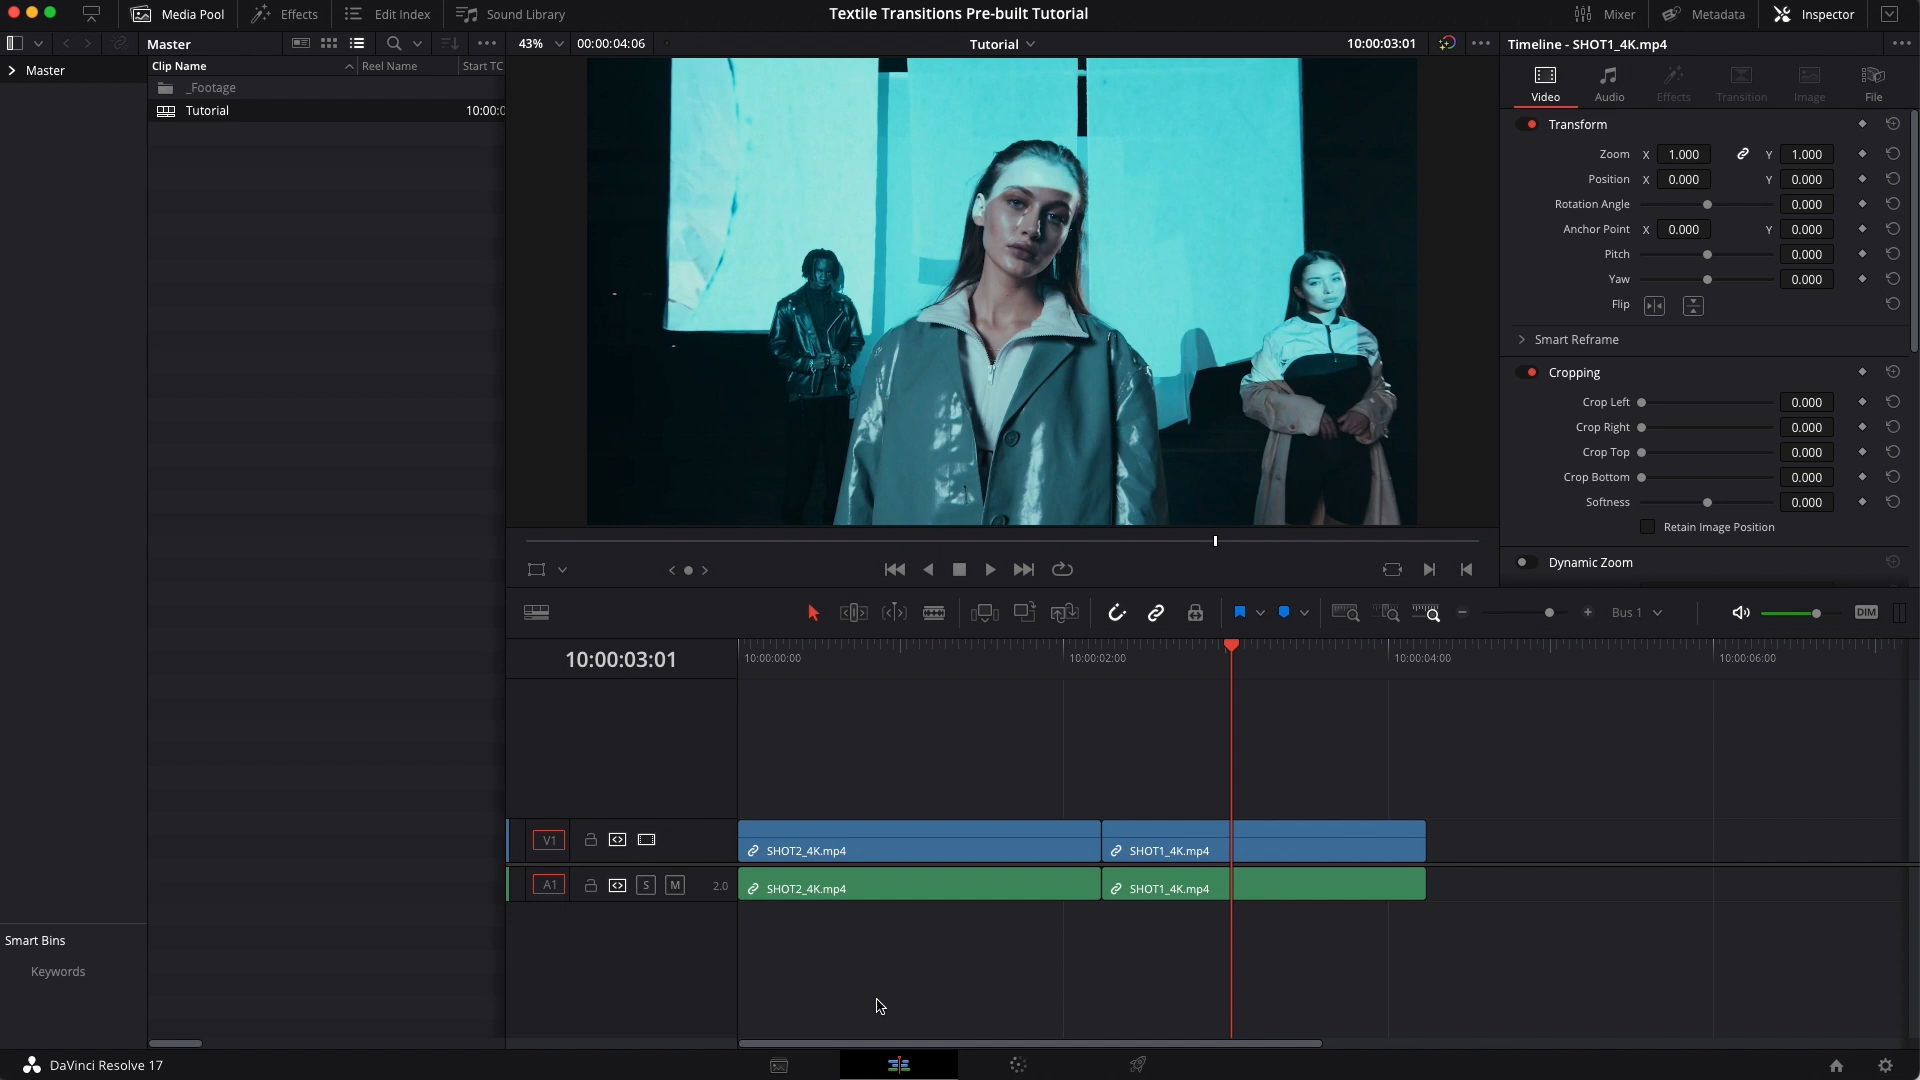 Media Pool
Effects
Edit Index
Sound Library
Textile Transitions Pre-built Tutorial
Mixer
Metadata
Inspector
Master
43%
00:00:04:06
Tutorial
10:00:03:01
Timeline - SHOT1_4K.mp4
Master
Clip Name
Reel Name
Start TC
_Footage
Tutorial
10:00:0
Video
Audio
Effects
Transition
Image
File
Transform
Zoom X 1.000 Y 1.000
Position X 0.000 Y 0.000
Rotation Angle 0.000
Anchor Point X 0.000 Y 0.000
Pitch 0.000
Yaw 0.000
Flip
Smart Reframe
Cropping
Crop Left 0.000
Crop Right 0.000
Crop Top 0.000
Crop Bottom 0.000
Softness 0.000
Retain Image Position
Dynamic Zoom
Bus 1
DIM
10:00:03:01
10:00:00:00
10:00:02:00
10:00:04:00
10:00:06:00
V1
SHOT2_4K.mp4
SHOT1_4K.mp4
A1
S
M
2.0
SHOT2_4K.mp4
SHOT1_4K.mp4
Smart Bins
Keywords
DaVinci Resolve 17